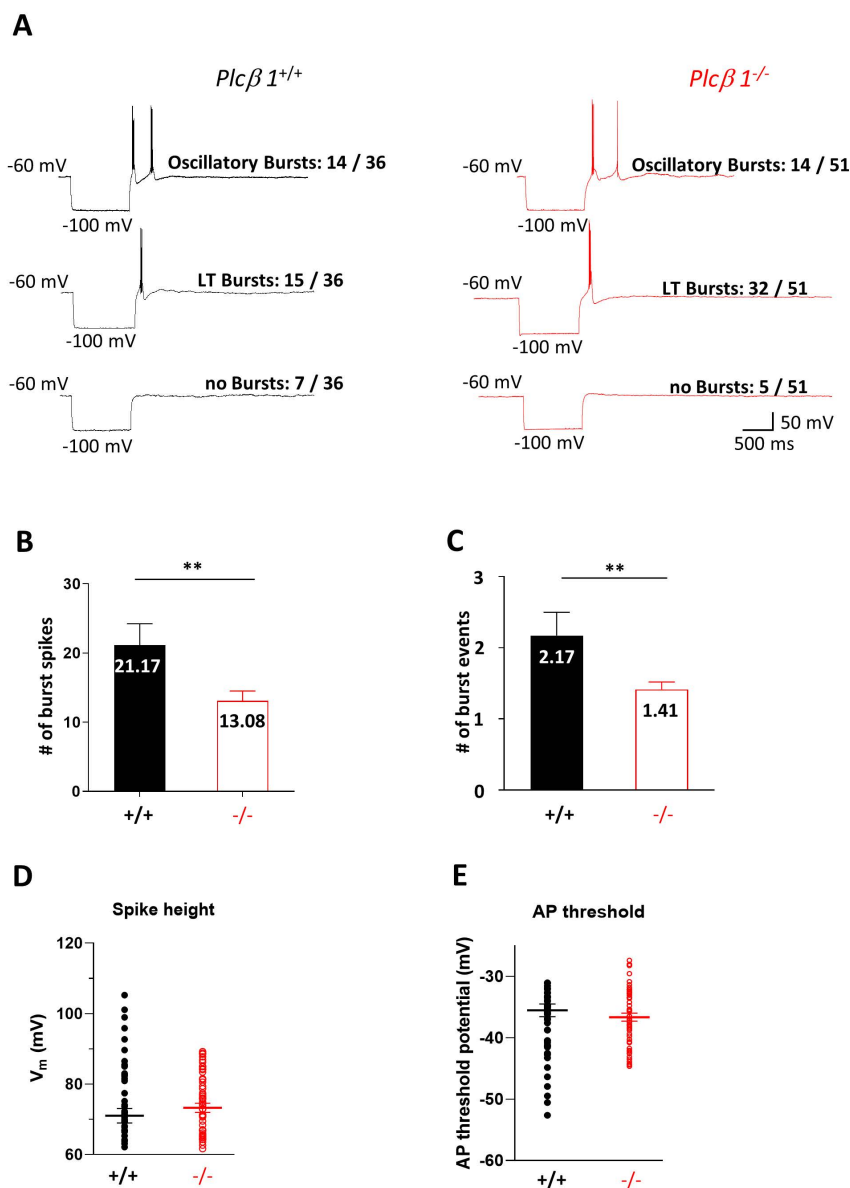 A
Plcβ 1+/+
Plcβ 1-/-
-60 mV
Oscillatory Bursts: 14 / 36
-100 mV
-60 mV
Oscillatory Bursts: 14 / 51
-100 mV
-60 mV
LT Bursts: 15 / 36
-100 mV
-60 mV
LT Bursts: 32 / 51
-100 mV
-60 mV
no Bursts: 7 / 36
-100 mV
-60 mV
no Bursts: 5 / 51
-100 mV
50 mV
500 ms
B
**
# of burst spikes
30
20
10
0
21.17
13.08
+/+
-/-
C
**
# of burst events
3
2
1
0
2.17
1.41
+/+
-/-
D
Spike height
Vm (mV)
120
100
80
60
+/+
-/-
E
AP threshold
AP threshold potential (mV)
-30
-40
-50
-60
+/+
-/-